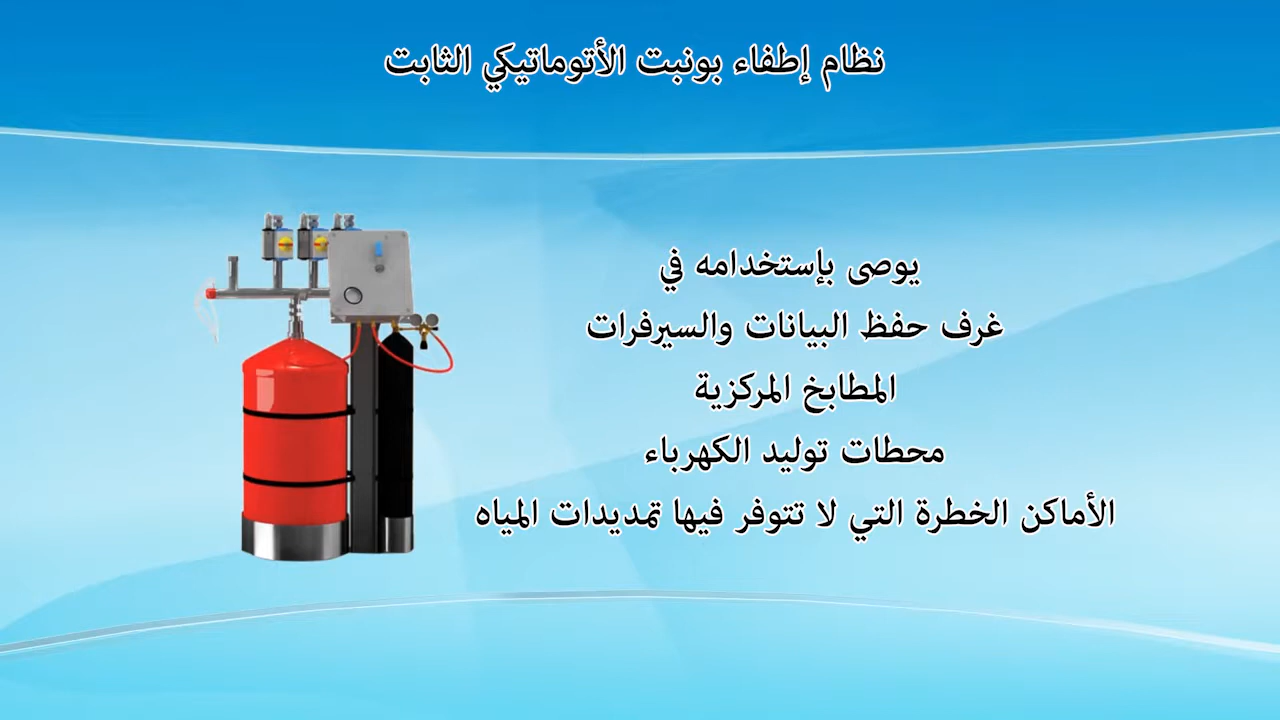 نظام إطفاء بونبت الأتوماتيكي الثابت
يوصى بإستخدامه في
غرف حفظ البيانات والسيرفرات
المطابخ المركزية
محطات توليد الكهرباء
الأماكن الخطرة التي لا تتوفر فيها تمديدات المياه